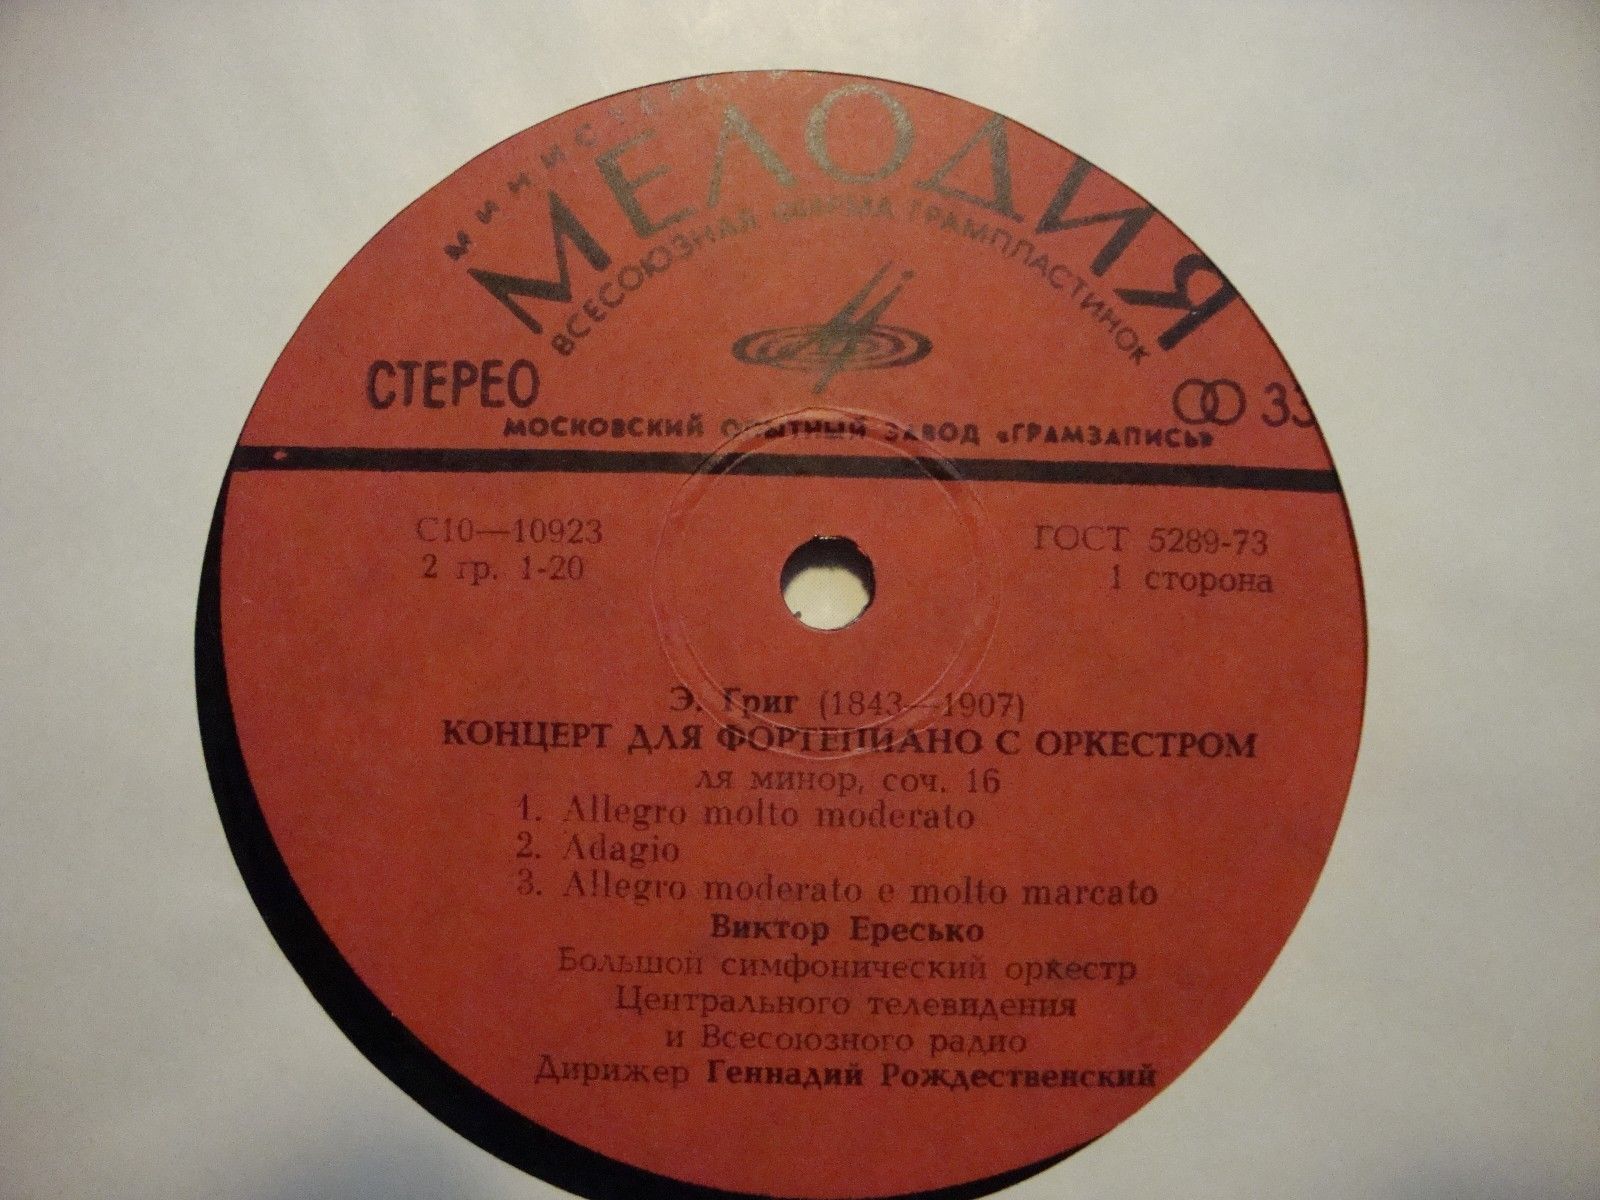 МЕЛОДИЯ
ВСЕСОЮЗНАЯ ФИРМА ГРАМПЛАСТИНОК
СТЕРЕО
33
МОСКОВСКИЙ ОПЫТНЫЙ ЗАВОД «ГРАМЗАПИСЬ»
С10—10923
ГОСТ 5289-73
2 гр. 1-20
1 сторона
Э. Григ (1843—1907)
КОНЦЕРТ ДЛЯ ФОРТЕПИАНО С ОРКЕСТРОМ
ля минор, соч. 16
1. Allegro molto moderato
2. Adagio
3. Allegro moderato e molto marcato
Виктор Ересько
Большой симфонический оркестр
Центрального телевидения
и Всесоюзного радио
Дирижер Геннадий Рождественский